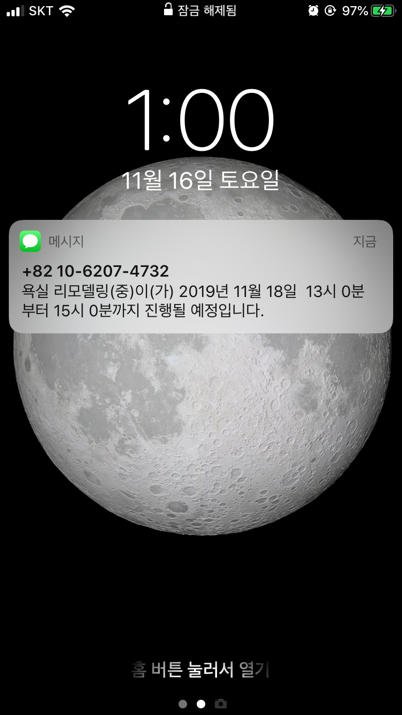 SKT 잠금 해제됨 97%
1:00
11월 16일 토요일
메시지 지금
+82 10-6207-4732
욕실 리모델링(중)이(가) 2019년 11월 18일  13시 0분
부터 15시 0분까지 진행될 예정입니다.
홈 버튼 눌러서 열기